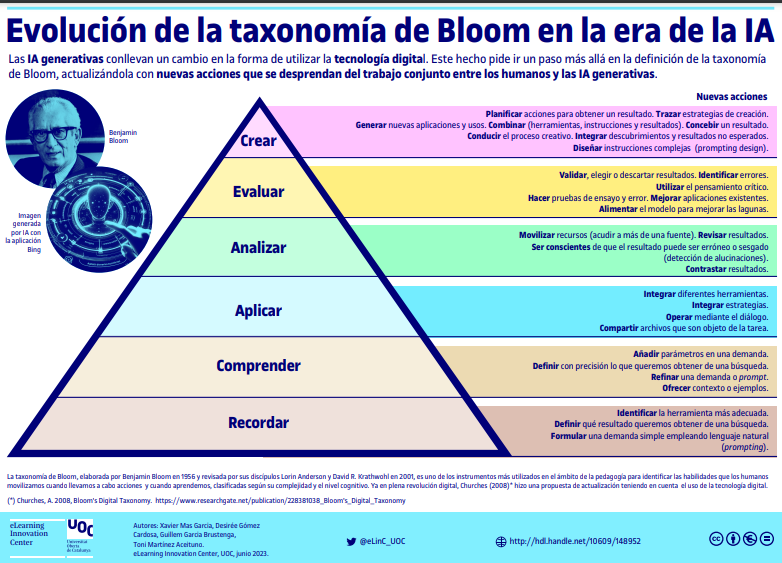 Evolución de la taxonomía de Bloom en la era de la IA
Las IA generativas conllevan un cambio en la forma de utilizar la tecnología digital. Este hecho pide ir un paso más allá en la definición de la taxonomía
de Bloom, actualizándola con nuevas acciones que se desprendan del trabajo conjunto entre los humanos y las IA generativas.
Nuevas acciones
Benjamin
Bloom
Imagen
generada
por IA con
la aplicación
Bing
Crear
Planificar acciones para obtener un resultado. Trazar estrategias de creación.
Generar nuevas aplicaciones y usos. Combinar (herramientas, instrucciones y resultados). Concebir un resultado.
Conducir el proceso creativo. Integrar descubrimientos y resultados no esperados.
Diseñar instrucciones complejas (prompting design).
Evaluar
Validar, elegir o descartar resultados. Identificar errores.
Utilizar el pensamiento crítico.
Hacer pruebas de ensayo y error. Mejorar aplicaciones existentes.
Alimentar el modelo para mejorar las lagunas.
Analizar
Movilizar recursos (acudir a más de una fuente). Revisar resultados.
Ser conscientes de que el resultado puede ser erróneo o sesgado
(detección de alucinaciones).
Contrastar resultados.
Aplicar
Integrar diferentes herramientas.
Integrar estrategias.
Operar mediante el diálogo.
Compartir archivos que son objeto de la tarea.
Comprender
Añadir parámetros en una demanda.
Definir con precisión lo que queremos obtener de una búsqueda.
Refinar una demanda o prompt.
Ofrecer contexto o ejemplos.
Recordar
Identificar la herramienta más adecuada.
Definir qué resultado queremos obtener de una búsqueda.
Formular una demanda simple empleando lenguaje natural
(prompting).
La taxonomía de Bloom, elaborada por Benjamin Bloom en 1956 y revisada por sus discípulos Lorin Anderson y David R. Krathwohl en 2001, es uno de los instrumentos más utilizados en el ámbito de la pedagogía para identificar las habilidades que los humanos
movilizamos cuando llevamos a cabo acciones y cuando aprendemos, clasificadas según su complejidad y el nivel cognitivo. Ya en plena revolución digital, Churches (2008)* hizo una propuesta de actualización teniendo en cuenta el uso de la tecnología digital.
(*) Churches, A. 2008, Bloom's Digital Taxonomy. https://www.researchgate.net/publication/228381038_Bloom's_Digital_Taxonomy
eLearning
Innovation
Center
UOC
Universitat
Oberta
de Catalunya
Autores: Xavier Mas Garcia, Desirée Gómez
Cardosa, Guillem Garcia Brustenga,
Toni Martínez Aceituno.
eLearning Innovation Center, UOC, junio 2023.
@eLinC_UOC
http://hdl.handle.net/10609/148952